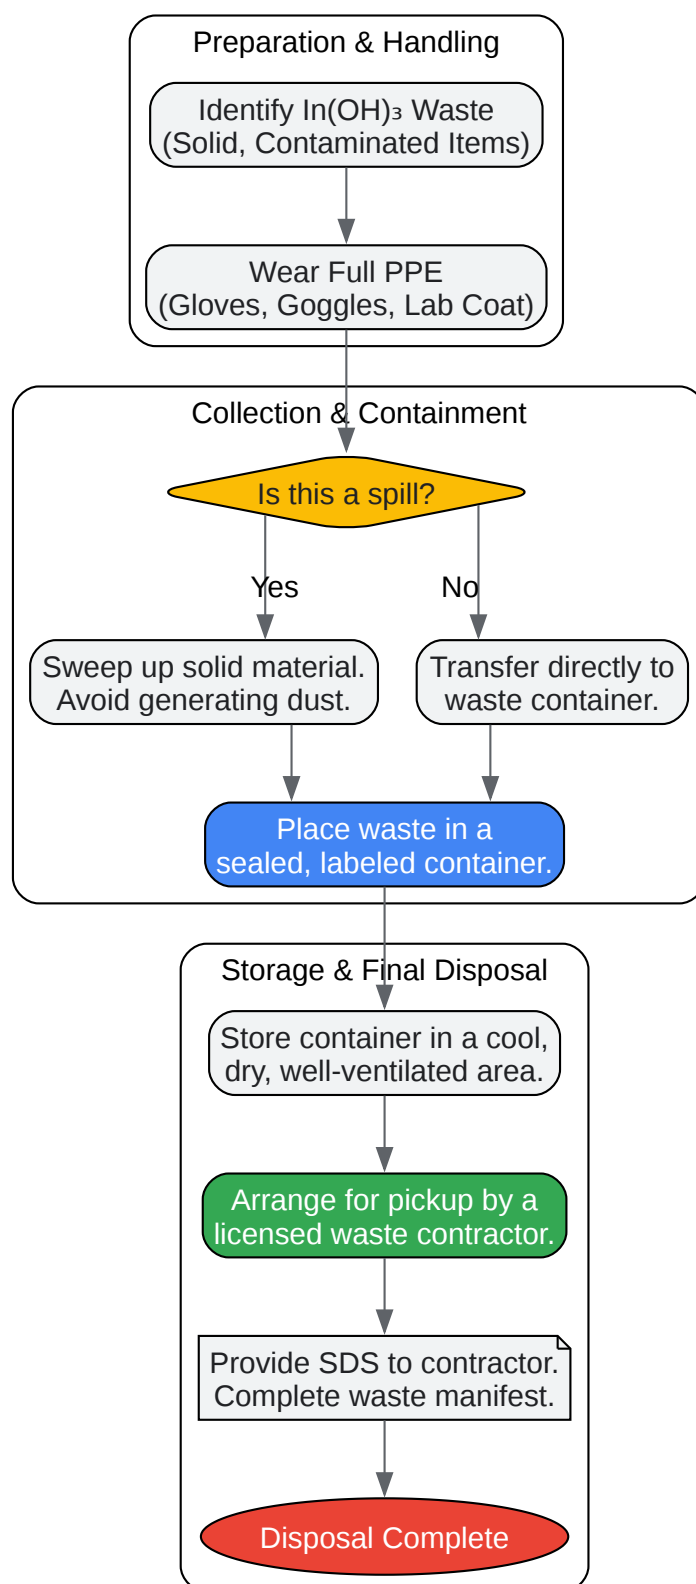 Preparation & Handling
Identify In(OH)₃ Waste
(Solid, Contaminated Items)
Wear Full PPE
(Gloves, Goggles, Lab Coat)
Collection & Containment
Is this a spill?
Yes
No
Sweep up solid material.
Avoid generating dust.
Transfer directly to
waste container.
Place waste in a
sealed, labeled container.
Storage & Final Disposal
Store container in a cool,
dry, well-ventilated area.
Arrange for pickup by a
licensed waste contractor.
Provide SDS to contractor.
Complete waste manifest.
Disposal Complete